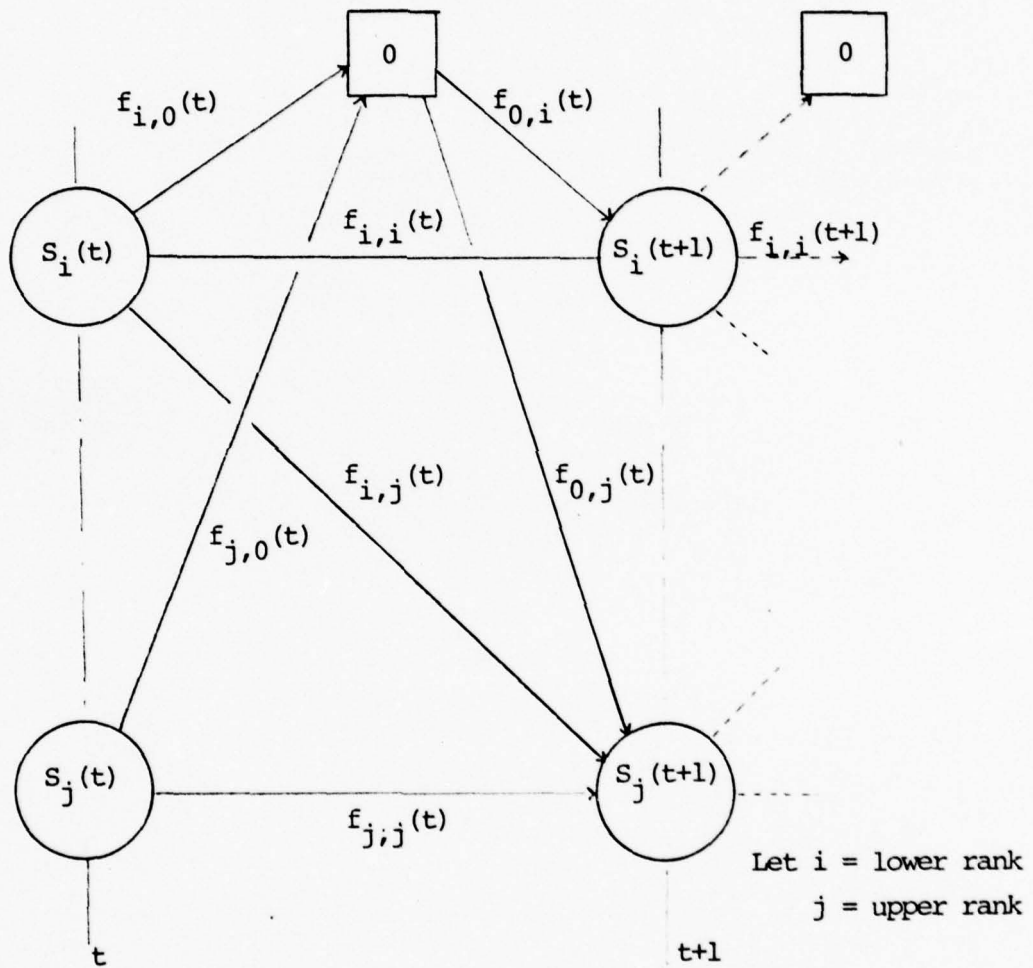 0
0
f_{i,0}(t)
f_{0,i}(t)
S_i(t)
f_{i,i}(t)
S_i(t+1)
f_{i,i}(t+1)
f_{i,j}(t)
f_{0,j}(t)
f_{j,0}(t)
S_j(t)
S_j(t+1)
f_{j;j}(t)
Let i = lower rank
j = upper rank
t
t+1